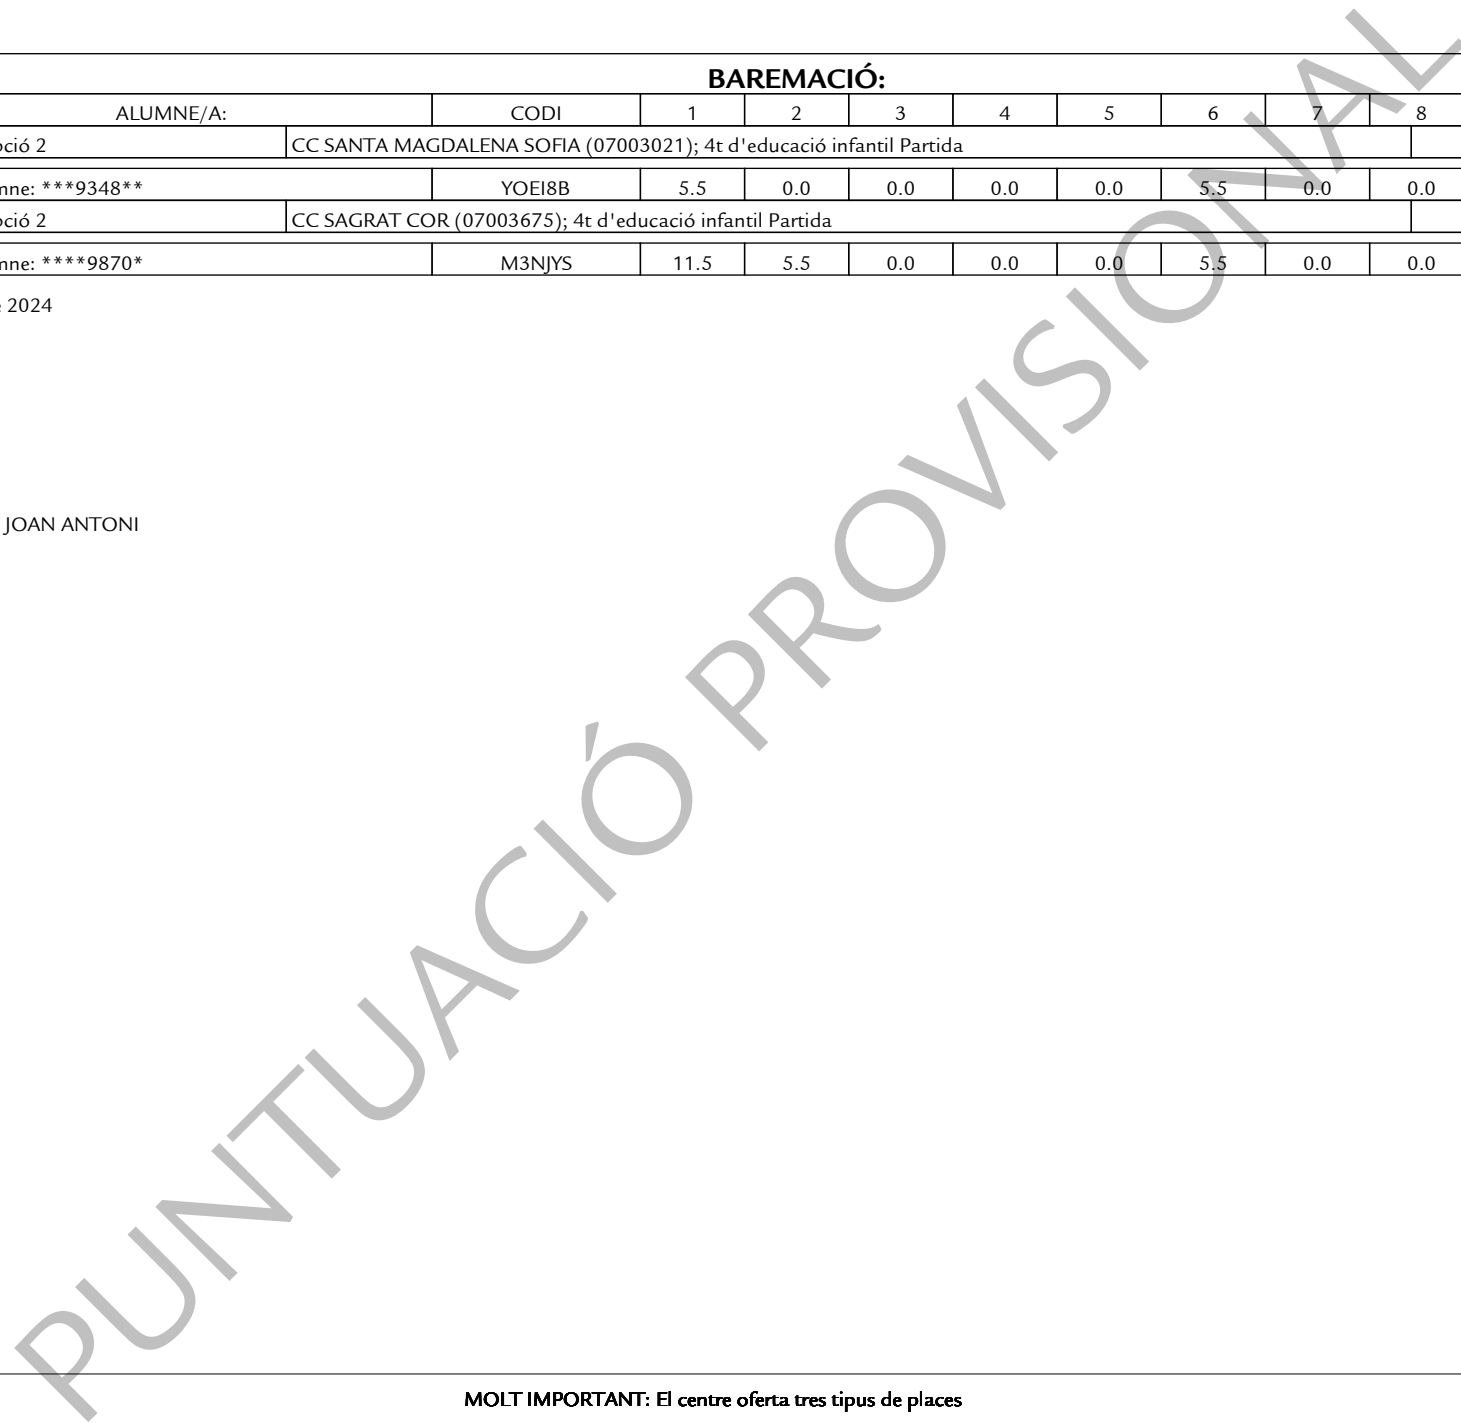 BAREMACIÓ:
ALUMNE/A: CODI 1 2 3 4 5 6 7 8
pció 2 CC SANTA MAGDALENA SOFIA (07003021); 4t d'educació infantil Partida
mne: ***9348** YOEI8B 5.5 0.0 0.0 0.0 0.0 5.5 0.0 0.0
pció 2 CC SAGRAT COR (07003675); 4t d'educació infantil Partida
mne: ****9870* M3NJYS 11.5 5.5 0.0 0.0 0.0 5.5 0.0 0.0
e 2024
JOAN ANTONI
PUNTUACIÓ PROVISIONAL
MOLT IMPORTANT: El centre oferta tres tipus de places